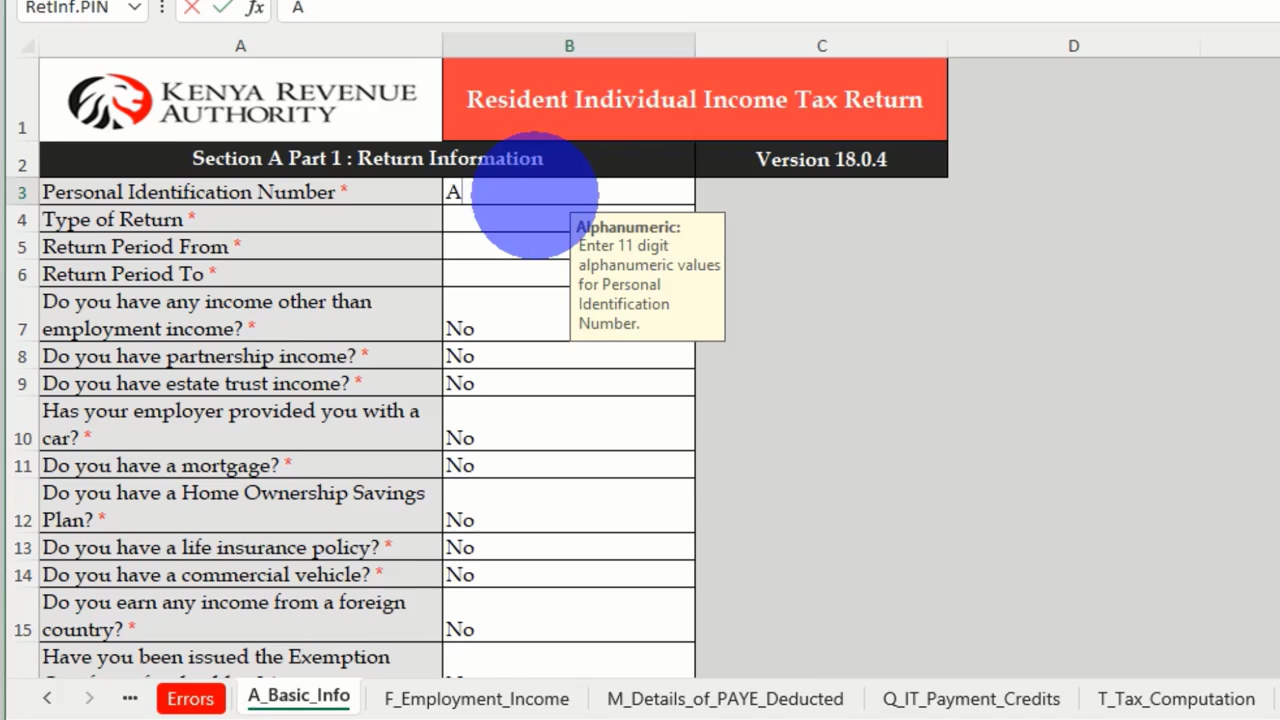 RetInf.PIN fx A
A B C D
KENYA REVENUE
AUTHORITY
Resident Individual Income Tax Return
1
2 Section A Part 1 : Return Information Version 18.0.4
3 Personal Identification Number * A
4 Type of Return *
5 Return Period From *
6 Return Period To *
Alphanumeric:
Enter 11 digit
alphanumeric values
for Personal
Identification
Number.
Do you have any income other than
7 employment income? * No
8 Do you have partnership income? * No
9 Do you have estate trust income? * No
Has your employer provided you with a
10 car? * No
11 Do you have a mortgage? * No
Do you have a Home Ownership Savings
12 Plan? * No
13 Do you have a life insurance policy? * No
14 Do you have a commercial vehicle? * No
Do you earn any income from a foreign
15 country? * No
Have you been issued the Exemption
Errors A_Basic_Info F_Employment_Income M_Details_of_PAYE_Deducted Q_IT_Payment_Credits T_Tax_Computation